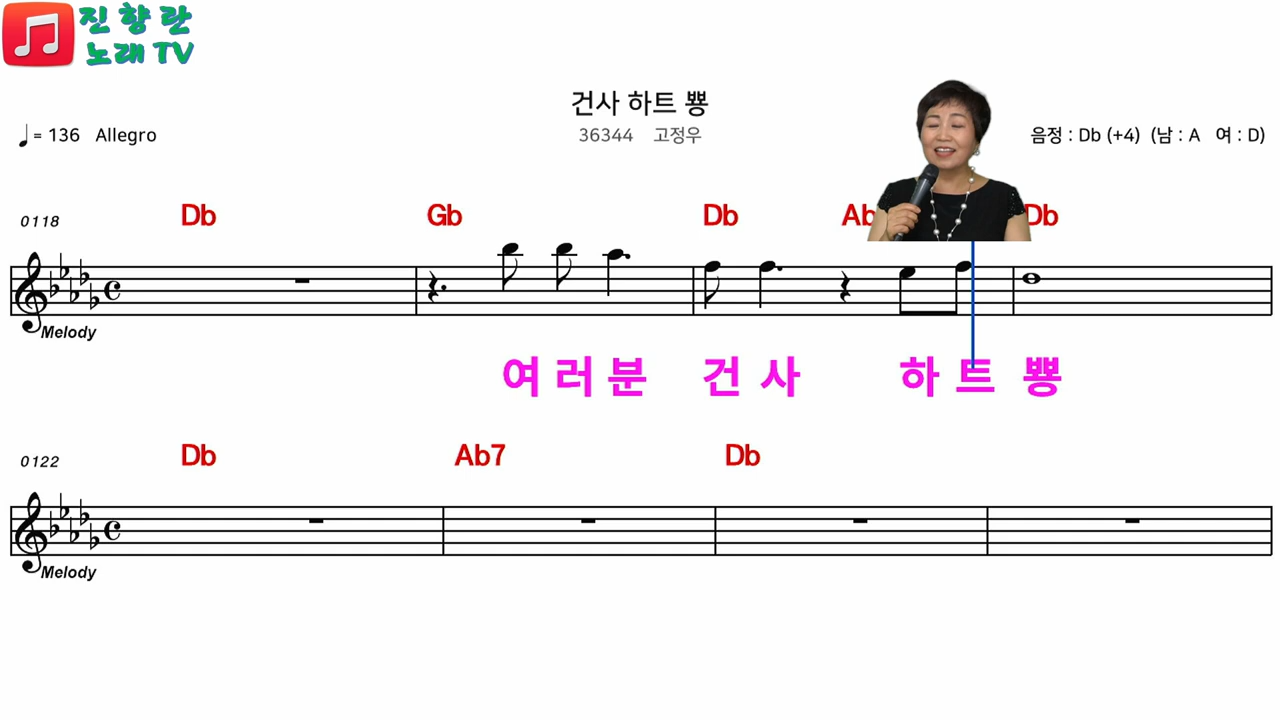 진향란
노래 TV
건사 하트 뿅
= 136 Allegro
36344 고정우
음정 : Db (+4) (남 : A 여 : D)
0118
Db Gb Db Ab Db
Melody
여 러 분 건 사 하 트 뿅
0122
Db Ab7 Db
Melody